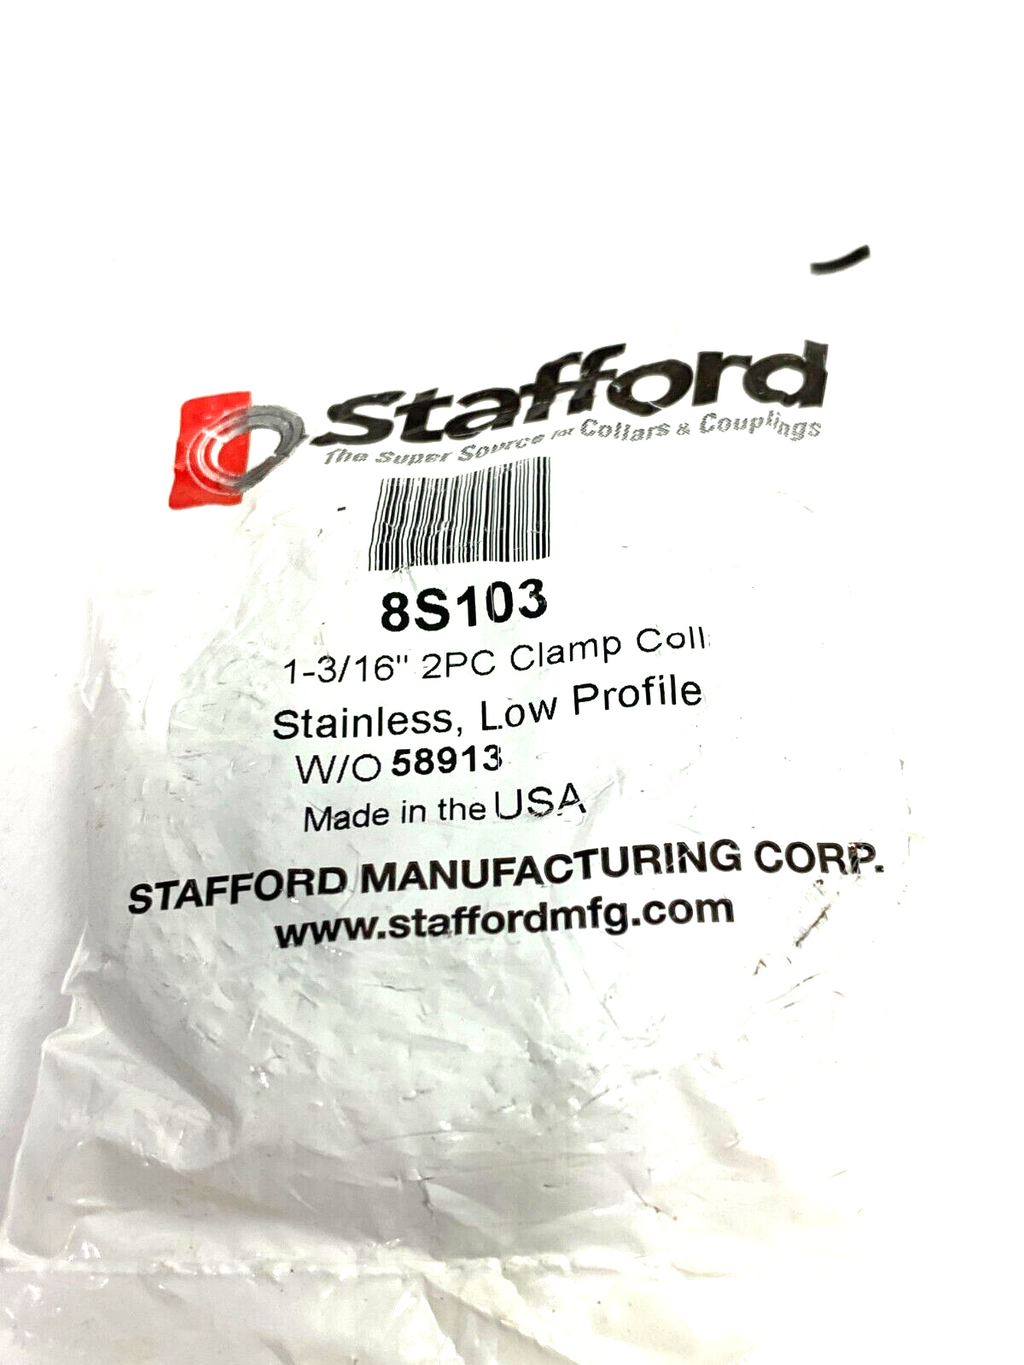 Stafford
The Super Source for Collars & Couplings
8S103
1-3/16" 2PC Clamp Coll
Stainless, Low Profile
W/O 58913
Made in the USA
STAFFORD MANUFACTURING CORP.
www.staffordmfg.com